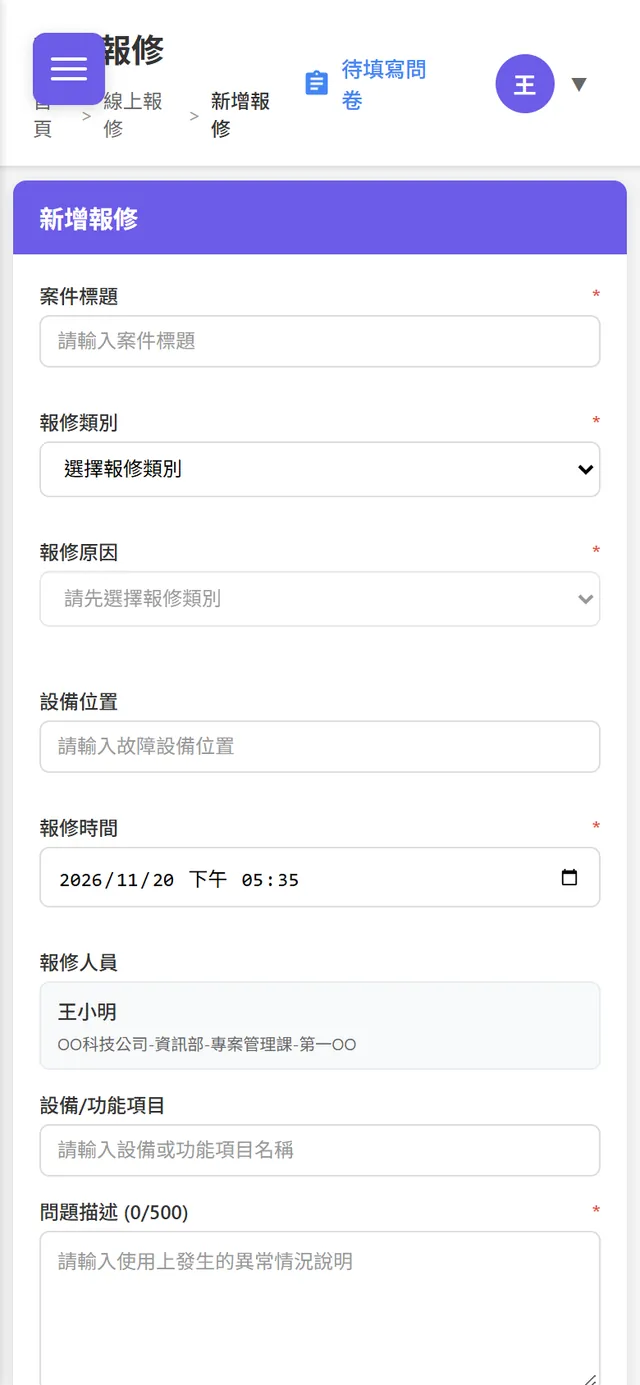 報修
待填寫問
卷
王
▼
首
頁
>
線上報
修
>
新增報
修
新增報修
案件標題 *
請輸入案件標題
報修類別 *
選擇報修類別
報修原因 *
請先選擇報修類別
設備位置
請輸入故障設備位置
報修時間 *
2026/11/20 下午 05:35
報修人員
王小明
OO科技公司-資訊部-專案管理課-第一OO
設備/功能項目
請輸入設備或功能項目名稱
問題描述 (0/500) *
請輸入使用上發生的異常情況說明